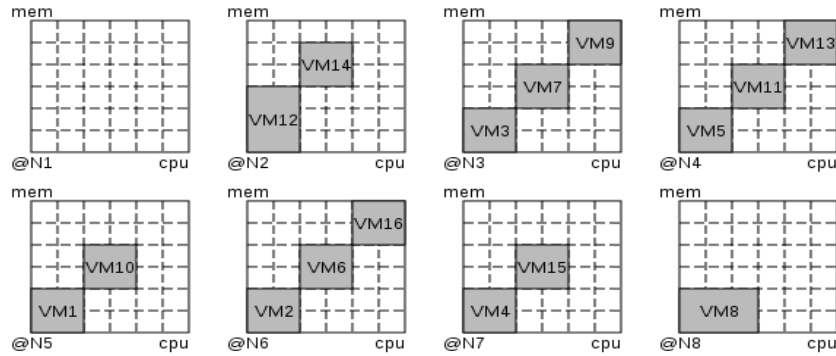 mem mem mem mem
VM9 VM13
VM14
VM7 VM11
VM12
VM3 VM5
@N1 cpu @N2 cpu @N3 cpu @N4 cpu
mem mem mem mem
VM16
VM10 VM6 VM15
VM1 VM2 VM4 VM8
@N5 cpu @N6 cpu @N7 cpu @N8 cpu